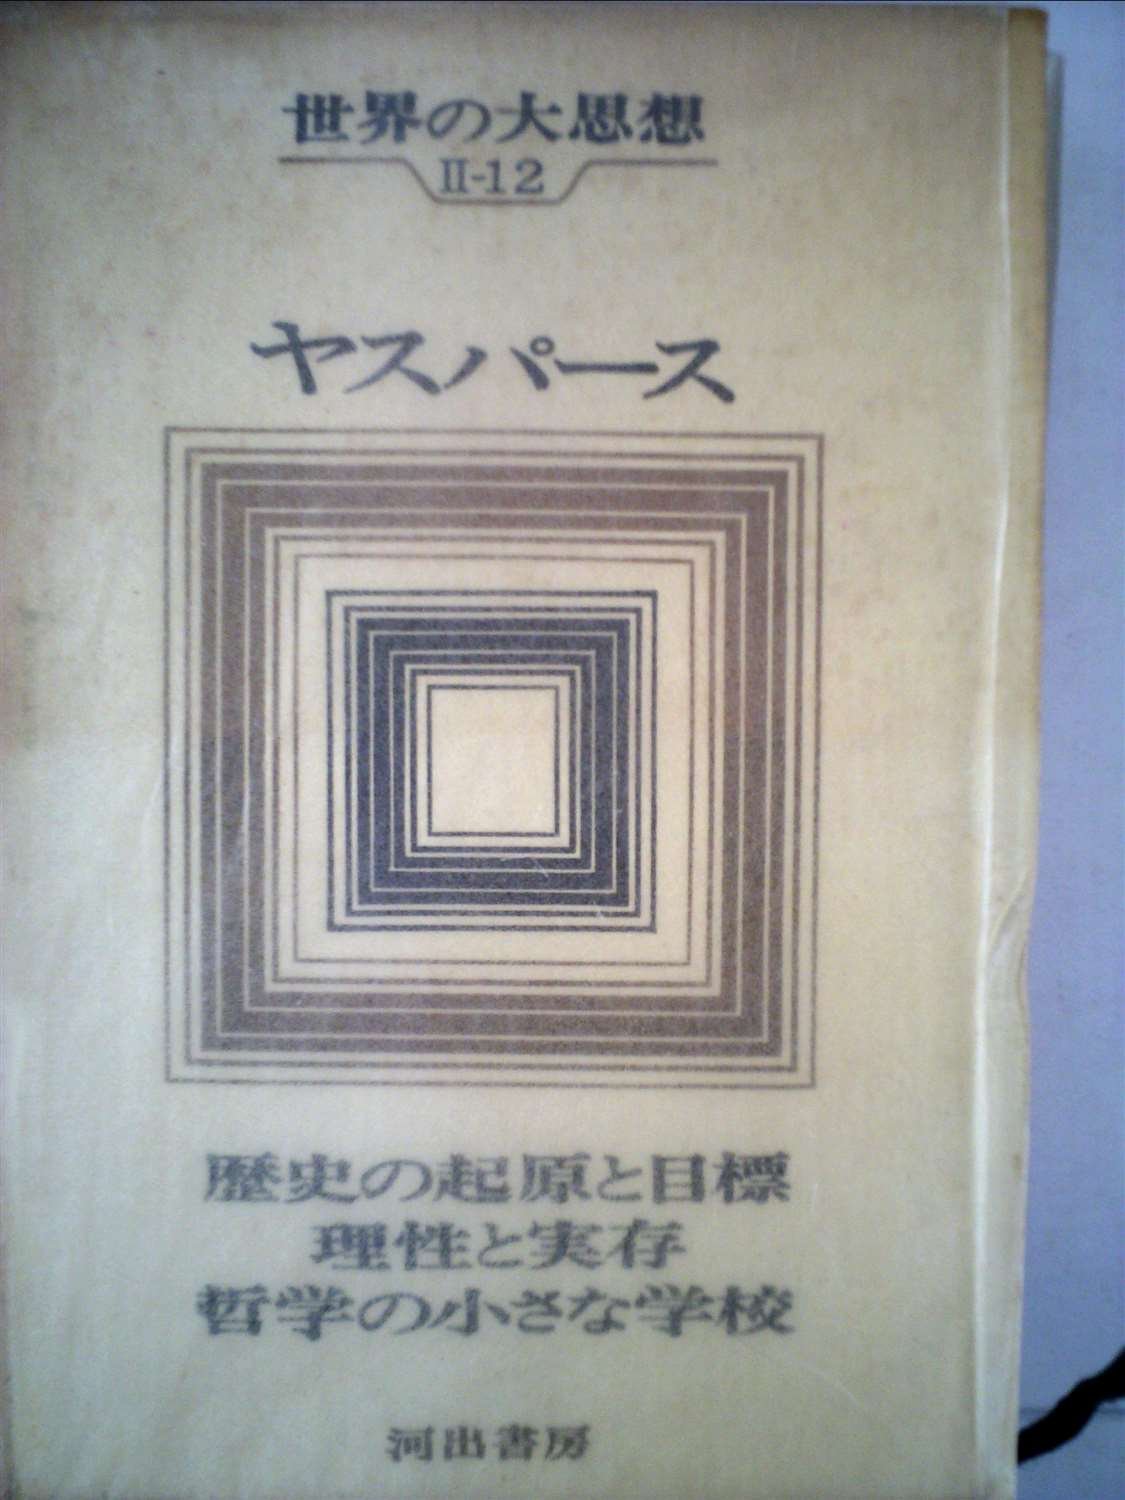 世界の大思想
II-12
ヤスパース
歴史の起原と目標
理性と実存
哲学の小さな学校
河出書房